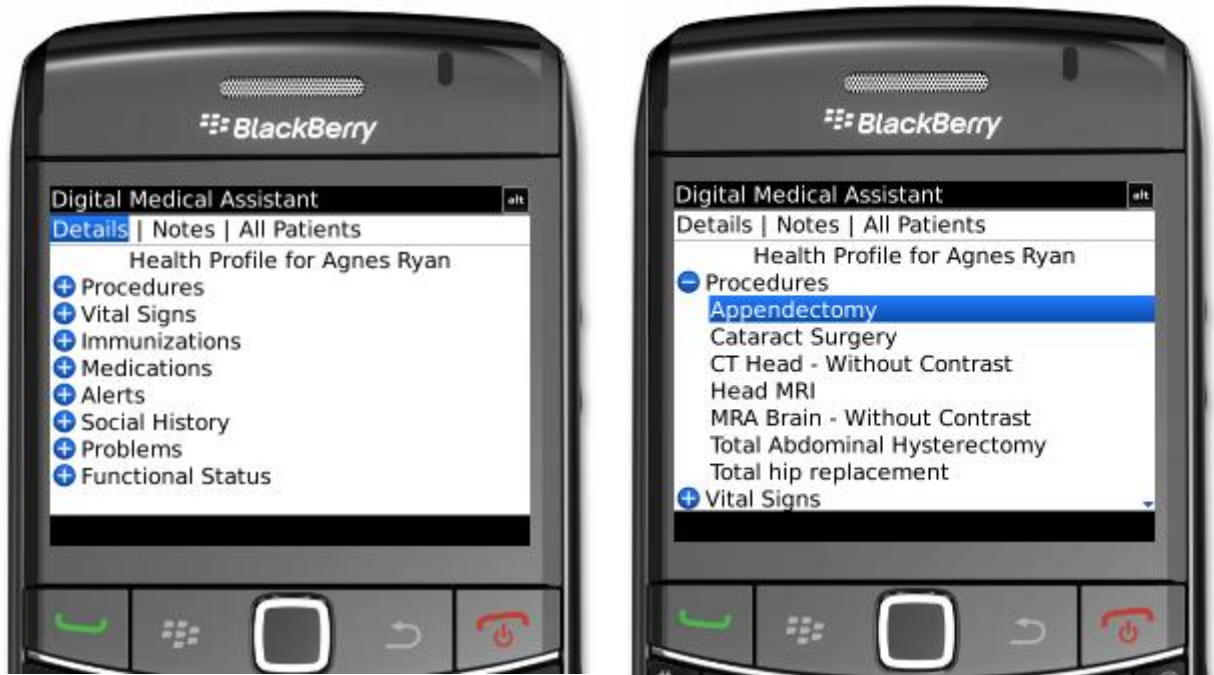 BlackBerry
Digital Medical Assistant alt
Details | Notes | All Patients
Health Profile for Agnes Ryan
Procedures
Vital Signs
Immunizations
Medications
Alerts
Social History
Problems
Functional Status
BlackBerry
Digital Medical Assistant alt
Details | Notes | All Patients
Health Profile for Agnes Ryan
Procedures
Appendectomy
Cataract Surgery
CT Head - Without Contrast
Head MRI
MRA Brain - Without Contrast
Total Abdominal Hysterectomy
Total hip replacement
Vital Signs